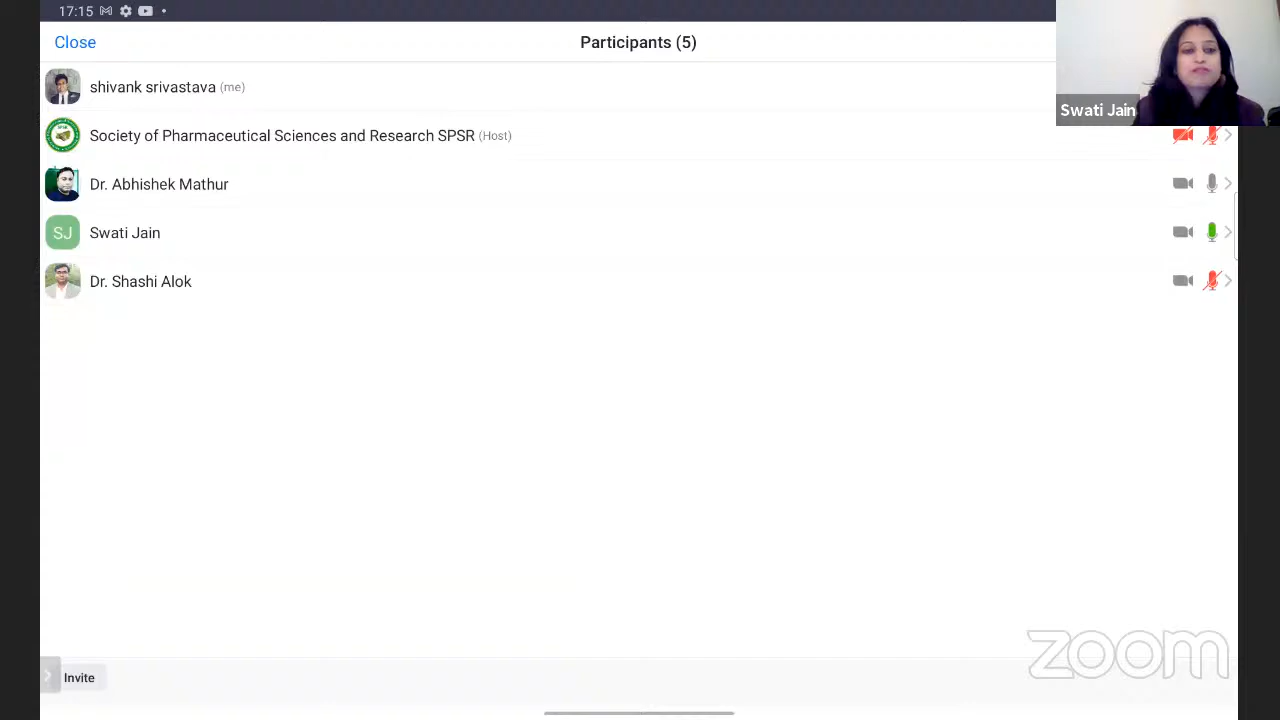 17:15
Close
Participants (5)
Swati Jain
shivank srivastava (me)
Society of Pharmaceutical Sciences and Research SPSR (Host)
Dr. Abhishek Mathur
SJ
Swati Jain
Dr. Shashi Alok
zoom
Invite